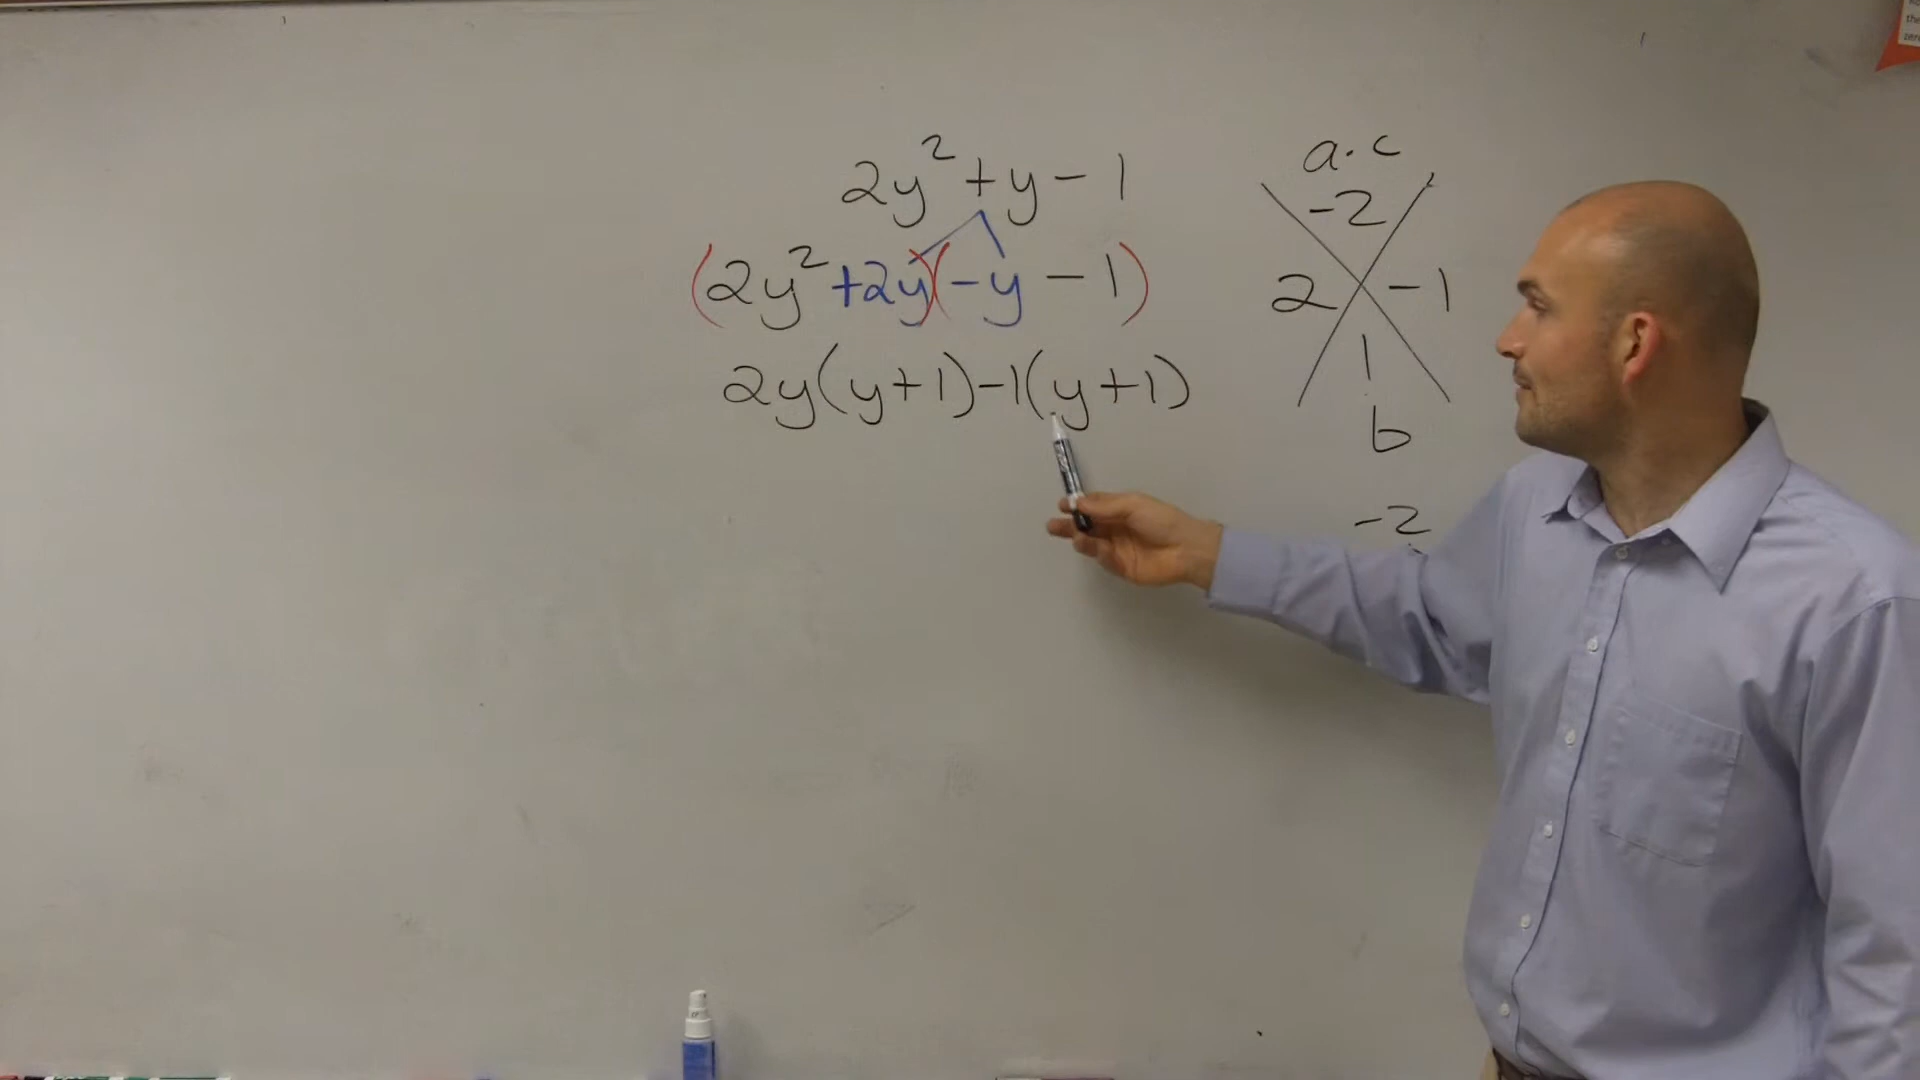 2y² + y - 1
(2y² + 2y)(- y - 1)
2y(y + 1) - 1(y + 1)
a · c
-2
2 -1
1
b
-2